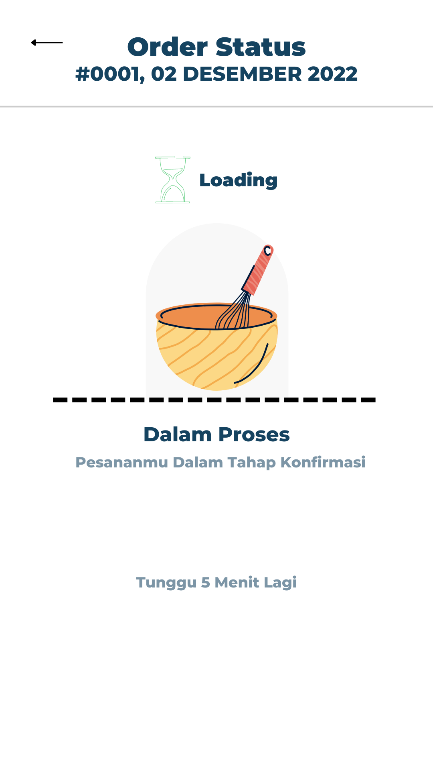 Order Status
#0001, 02 DESEMBER 2022
Loading
Dalam Proses
Pesananmu Dalam Tahap Konfirmasi
Tunggu 5 Menit Lagi